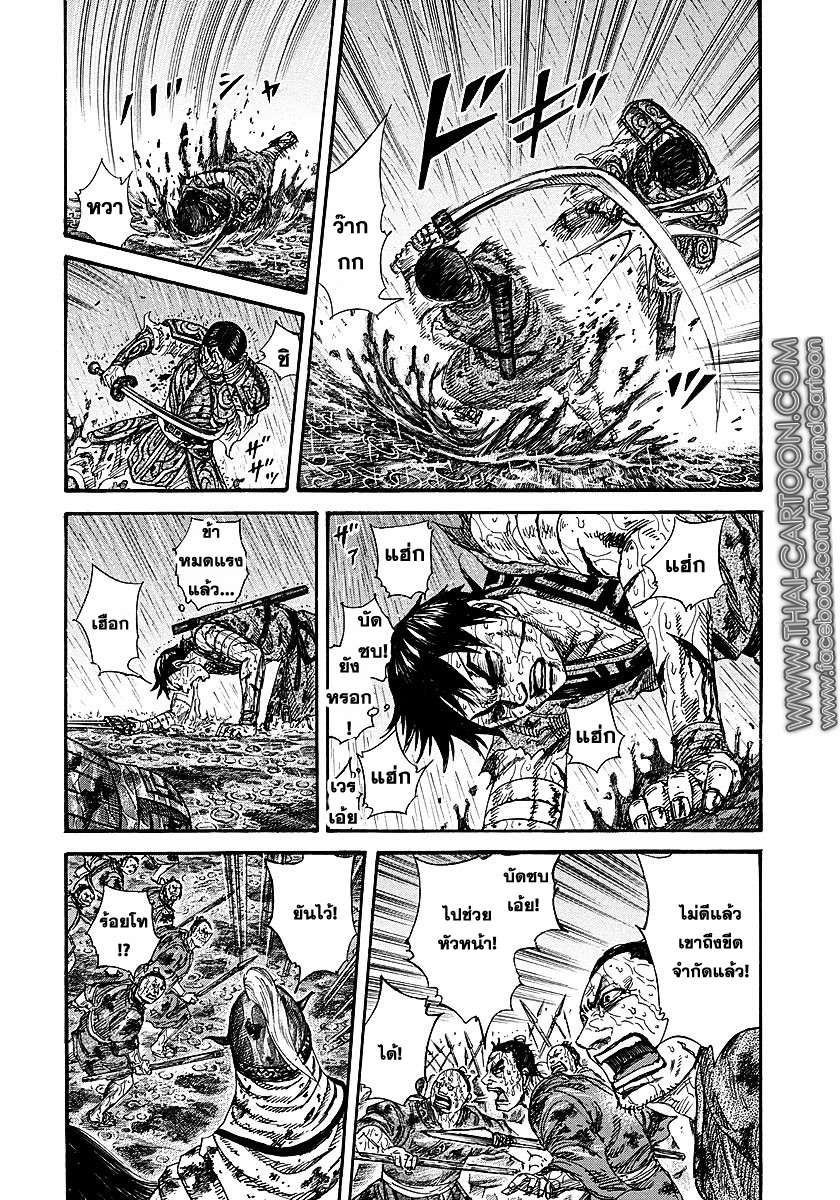 ドギ
ว๊าก
กก
ッ
ジャ
ッ
หวา
ซิ
ザッ
ザッ
ザァ
แฮ่ก
แฮ่ก
บัด
ซบ!
ยัง
หรอก
!
เวร
เอ้ย
แฮ่ก
แฮ่ก
ข้า
หมดแรง
แล้ว...
เฮือก
ไม่ดีแล้ว
เขาถึงขีด
จำกัดแล้ว!
บัดซบ
เอ้ย!
ไปช่วย
หัวหน้า!
ได้!
ยันไว้!
ร้อยโท
!?
WWW.THAI-CARTOON.COM
www.facebook.com/ThaiLandCartoon